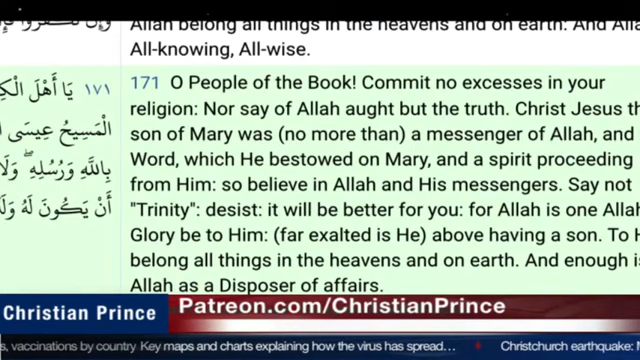 Allah belong all things in the heavens and on earth: And
All-knowing, All-wise.
171 O People of the Book! Commit no excesses in your
religion: Nor say of Allah aught but the truth. Christ Jesus
son of Mary was (no more than) a messenger of Allah, and
Word, which He bestowed on Mary, and a spirit proceeding
from Him: so believe in Allah and His messengers. Say not
"Trinity": desist: it will be better for you: for Allah is one
Glory be to Him: (far exalted is He) above having a son. To
belong all things in the heavens and on earth. And enough
Allah as a Disposer of affairs.
١٧١ يَا أَهْلَ
الْمَسِيحُ عِيسَى
بِاللَّهِ وَرُسُلِهِ ۖ
أَنْ يَكُونَ لَهُ
Christian Prince
Patreon.com/ChristianPrince
vaccinations by country Key maps and charts explaining how the virus has spread... Christchurch earthquake: